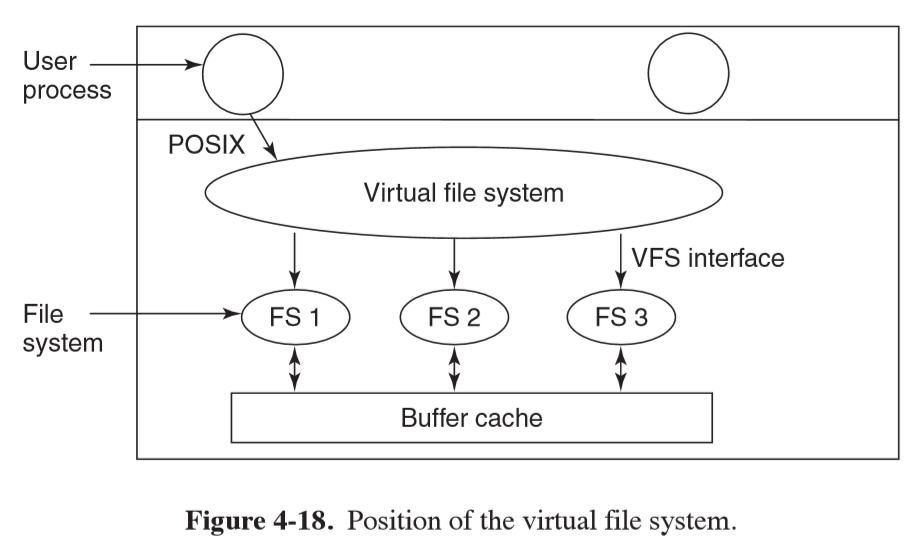 User
process
POSIX
Virtual file system
VFS interface
File
system
FS 1
FS 2
FS 3
Buffer cache
Figure 4-18. Position of the virtual file system.